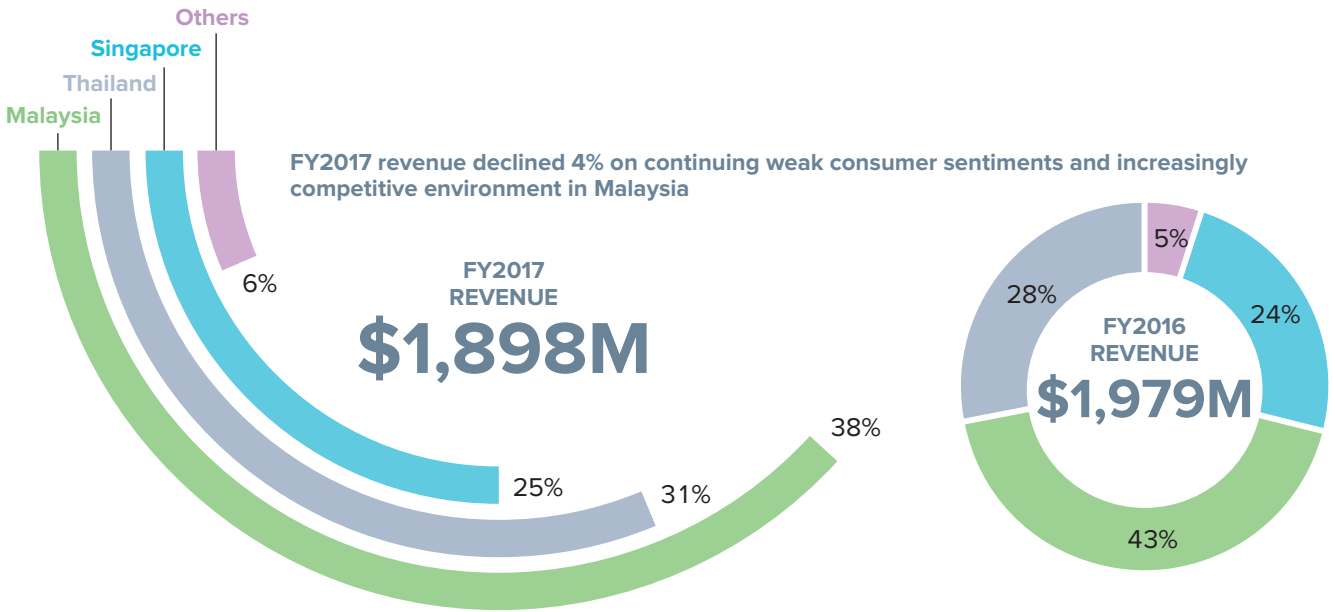 Others
Singapore
Thailand
Malaysia
FY2017 revenue declined 4% on continuing weak consumer sentiments and increasingly
competitive environment in Malaysia
6%
FY2017
REVENUE
$1,898M
38%
25%
31%
5%
28%
24%
FY2016
REVENUE
$1,979M
43%